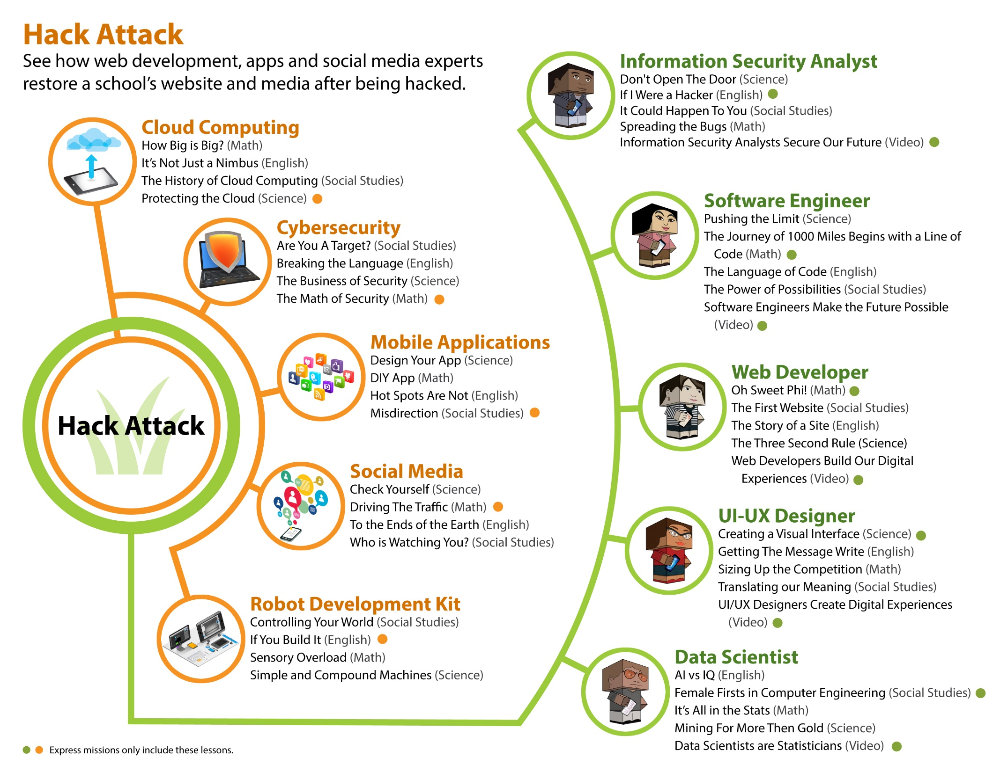 Hack Attack
See how web development, apps and social media experts
restore a school’s website and media after being hacked.
Cloud Computing
How Big is Big? (Math)
It’s Not Just a Nimbus (English)
The History of Cloud Computing (Social Studies)
Protecting the Cloud (Science)
Cybersecurity
Are You A Target? (Social Studies)
Breaking the Language (English)
The Business of Security (Science)
The Math of Security (Math)
Mobile Applications
Design Your App (Science)
DIY App (Math)
Hot Spots Are Not (English)
Misdirection (Social Studies)
Hack Attack
Social Media
Check Yourself (Science)
Driving The Traffic (Math)
To the Ends of the Earth (English)
Who is Watching You? (Social Studies)
Robot Development Kit
Controlling Your World (Social Studies)
If You Build It (English)
Sensory Overload (Math)
Simple and Compound Machines (Science)
Information Security Analyst
Don't Open The Door (Science)
If I Were a Hacker (English)
It Could Happen To You (Social Studies)
Spreading the Bugs (Math)
Information Security Analysts Secure Our Future (Video)
Software Engineer
Pushing the Limit (Science)
The Journey of 1000 Miles Begins with a Line of
Code (Math)
The Language of Code (English)
The Power of Possibilities (Social Studies)
Software Engineers Make the Future Possible
(Video)
Web Developer
Oh Sweet Phi! (Math)
The First Website (Social Studies)
The Story of a Site (English)
The Three Second Rule (Science)
Web Developers Build Our Digital
Experiences (Video)
UI-UX Designer
Creating a Visual Interface (Science)
Getting The Message Write (English)
Sizing Up the Competition (Math)
Translating our Meaning (Social Studies)
UI/UX Designers Create Digital Experiences
(Video)
Data Scientist
AI vs IQ (English)
Female Firsts in Computer Engineering (Social Studies)
It’s All in the Stats (Math)
Mining For More Then Gold (Science)
Data Scientists are Statisticians (Video)
Express missions only include these lessons.